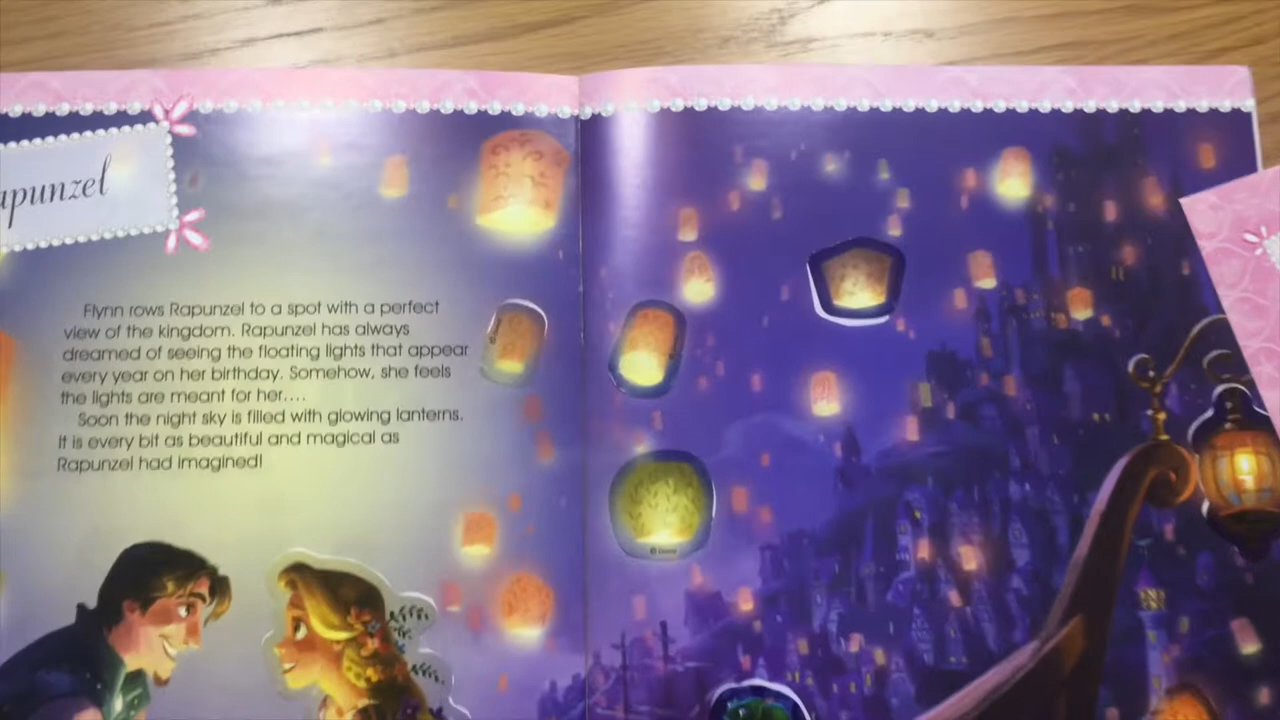 apunzel
Flynn rows Rapunzel to a spot with a perfect
view of the kingdom. Rapunzel has always
dreamed of seeing the floating lights that appear
every year on her birthday. Somehow, she feels
the lights are meant for her....
Soon the night sky is filled with glowing lanterns.
It is every bit as beautiful and magical as
Rapunzel had imagined!
© Disney